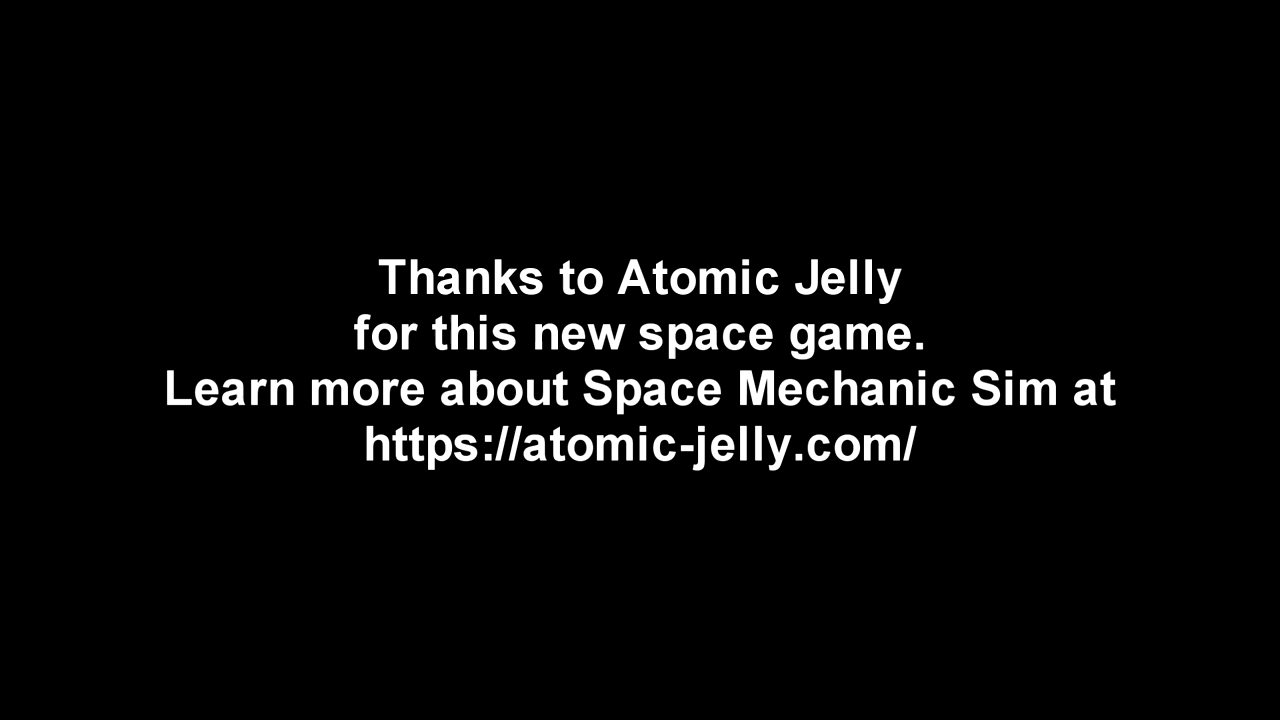 Thanks to Atomic Jelly
for this new space game.
Learn more about Space Mechanic Sim at
https://atomic-jelly.com/